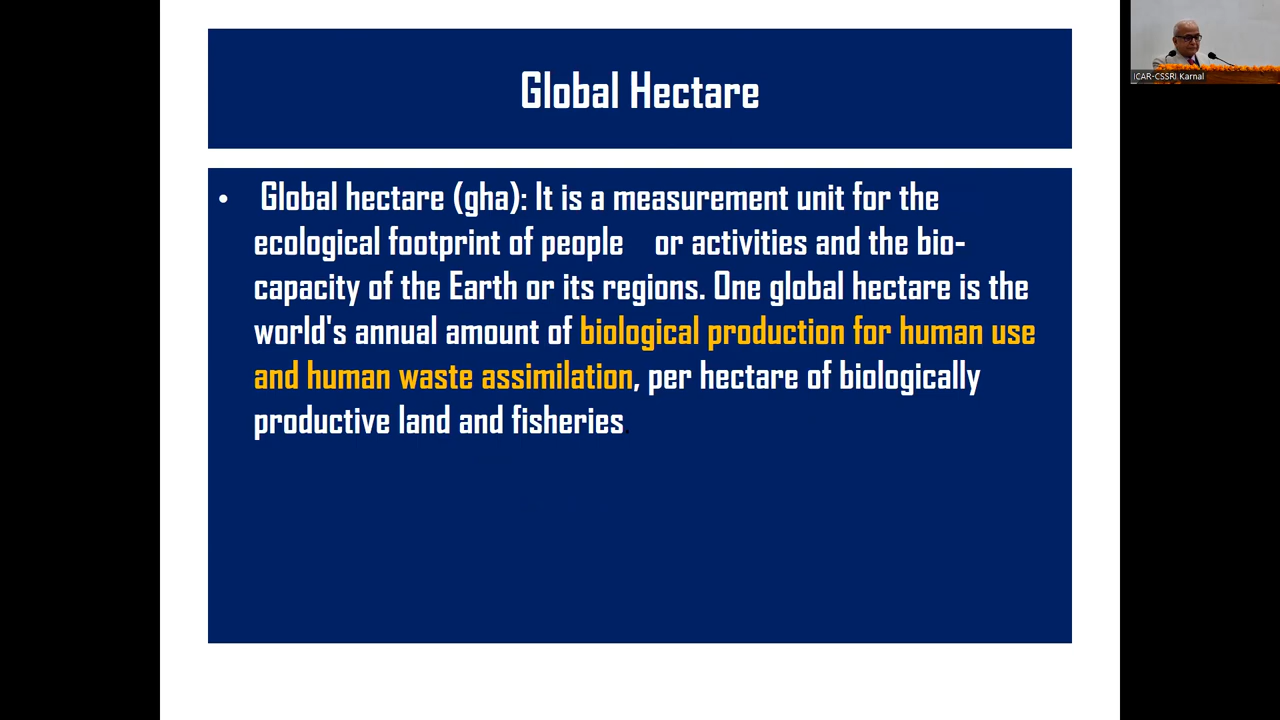 Global Hectare
• Global hectare (gha): It is a measurement unit for the
ecological footprint of people or activities and the bio-
capacity of the Earth or its regions. One global hectare is the
world's annual amount of biological production for human use
and human waste assimilation, per hectare of biologically
productive land and fisheries.
ICAR-CSSRI Karnal